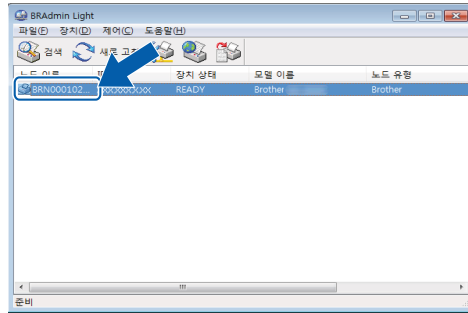 BRAdmin Light
파일(F) 장치(D) 제어(C) 도움말(H)
검색 새로 고침
노드 이름 장치 상태 모델 이름 노드 유형
BRN000102... XXXXXXXXX READY Brother Brother
준비